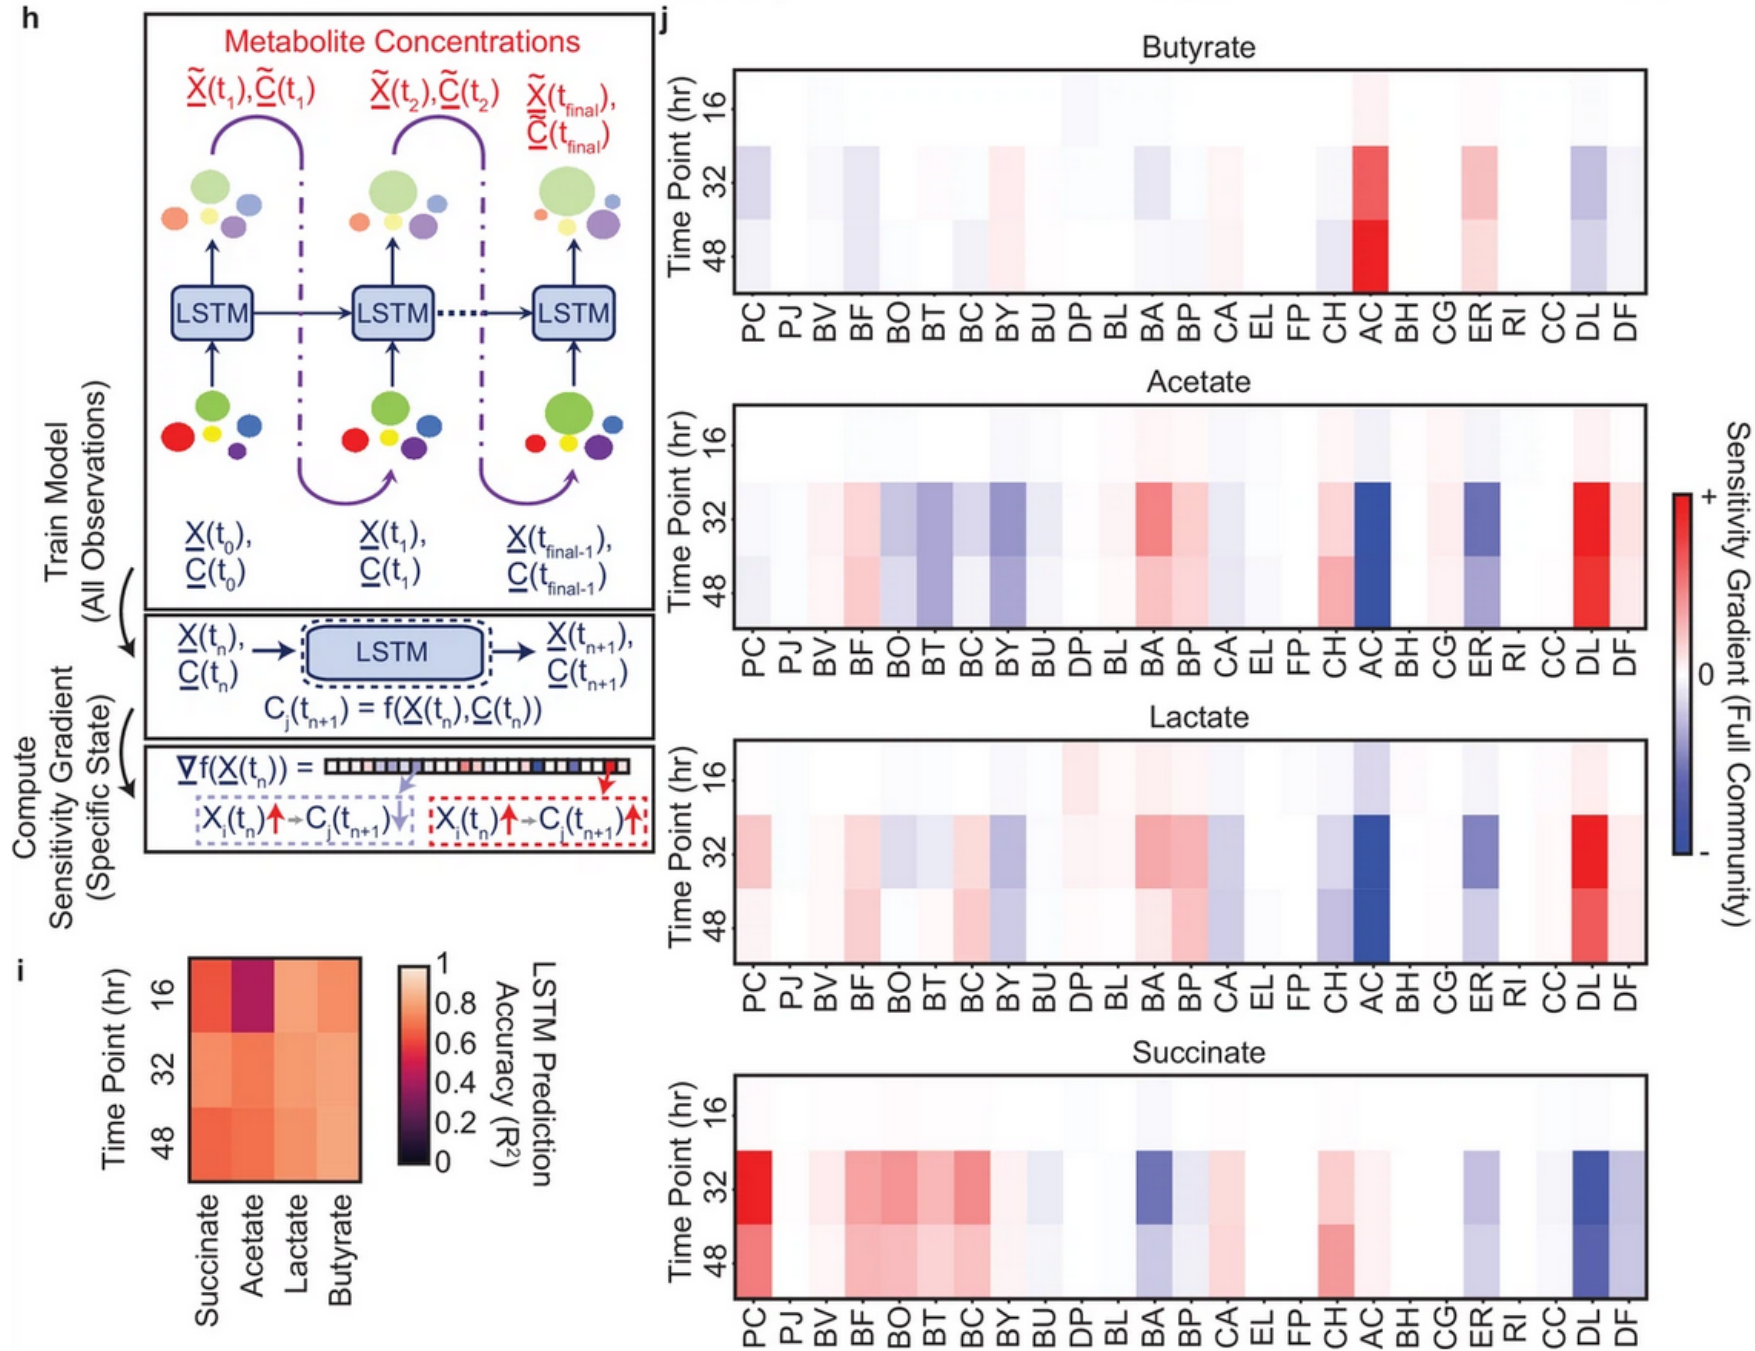 h
Metabolite Concentrations
X̃(t₁),C̃(t₁)
X̃(t₂),C̃(t₂)
X̃(t_final),
C̃(t_final)
LSTM
LSTM
LSTM
X(t₀),
C(t₀)
X(t₁),
C(t₁)
X(t_final-1),
C(t_final-1)
Train Model
(All Observations)
X(tₙ),
C(tₙ)
LSTM
X(tₙ₊₁),
C(tₙ₊₁)
Cⱼ(tₙ₊₁) = f(X(tₙ),C(tₙ))
Compute
Sensitivity Gradient
(Specific State)
∇f(X(tₙ)) =
Xᵢ(tₙ)↑→Cⱼ(tₙ₊₁)↓
Xᵢ(tₙ)↑→Cⱼ(tₙ₊₁)↑
i
Time Point (hr)
16
32
48
Succinate
Acetate
Lactate
Butyrate
1
0.8
0.6
0.4
0.2
0
LSTM Prediction
Accuracy (R²)
j
Butyrate
Time Point (hr)
16
32
48
PC PJ BV BF BO BT BC BY BU DP BL BA BP CA EL FP CH AC BH CG ER RI CC DL DF
Acetate
Time Point (hr)
16
32
48
PC PJ BV BF BO BT BC BY BU DP BL BA BP CA EL FP CH AC BH CG ER RI CC DL DF
Lactate
Time Point (hr)
16
32
48
PC PJ BV BF BO BT BC BY BU DP BL BA BP CA EL FP CH AC BH CG ER RI CC DL DF
Succinate
Time Point (hr)
16
32
48
PC PJ BV BF BO BT BC BY BU DP BL BA BP CA EL FP CH AC BH CG ER RI CC DL DF
+
0
-
Sensitivity Gradient (Full Community)